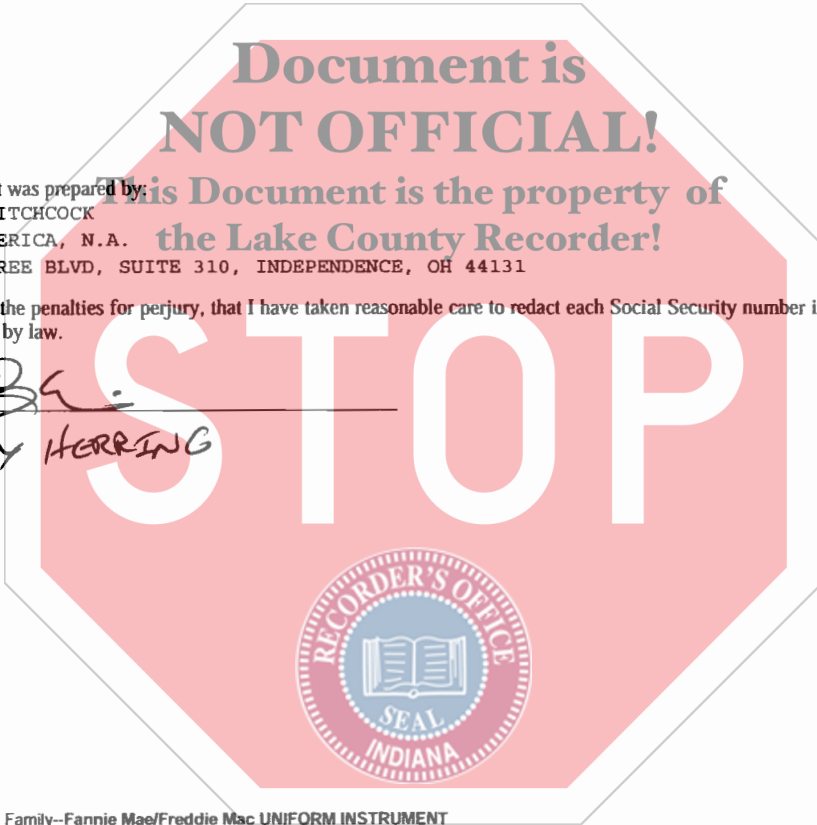 Document is
NOT OFFICIAL!
This Document is the property of
the Lake County Recorder!
t was prepared by:
ITCHCOCK
ERICA, N.A.
REE BLVD, SUITE 310, INDEPENDENCE, OH 44131
the penalties for perjury, that I have taken reasonable care to redact each Social Security number i
by law.
HERRING
STOP
RECORDER'S OFFICE
SEAL
INDIANA
Family--Fannie Mae/Freddie Mac UNIFORM INSTRUMENT